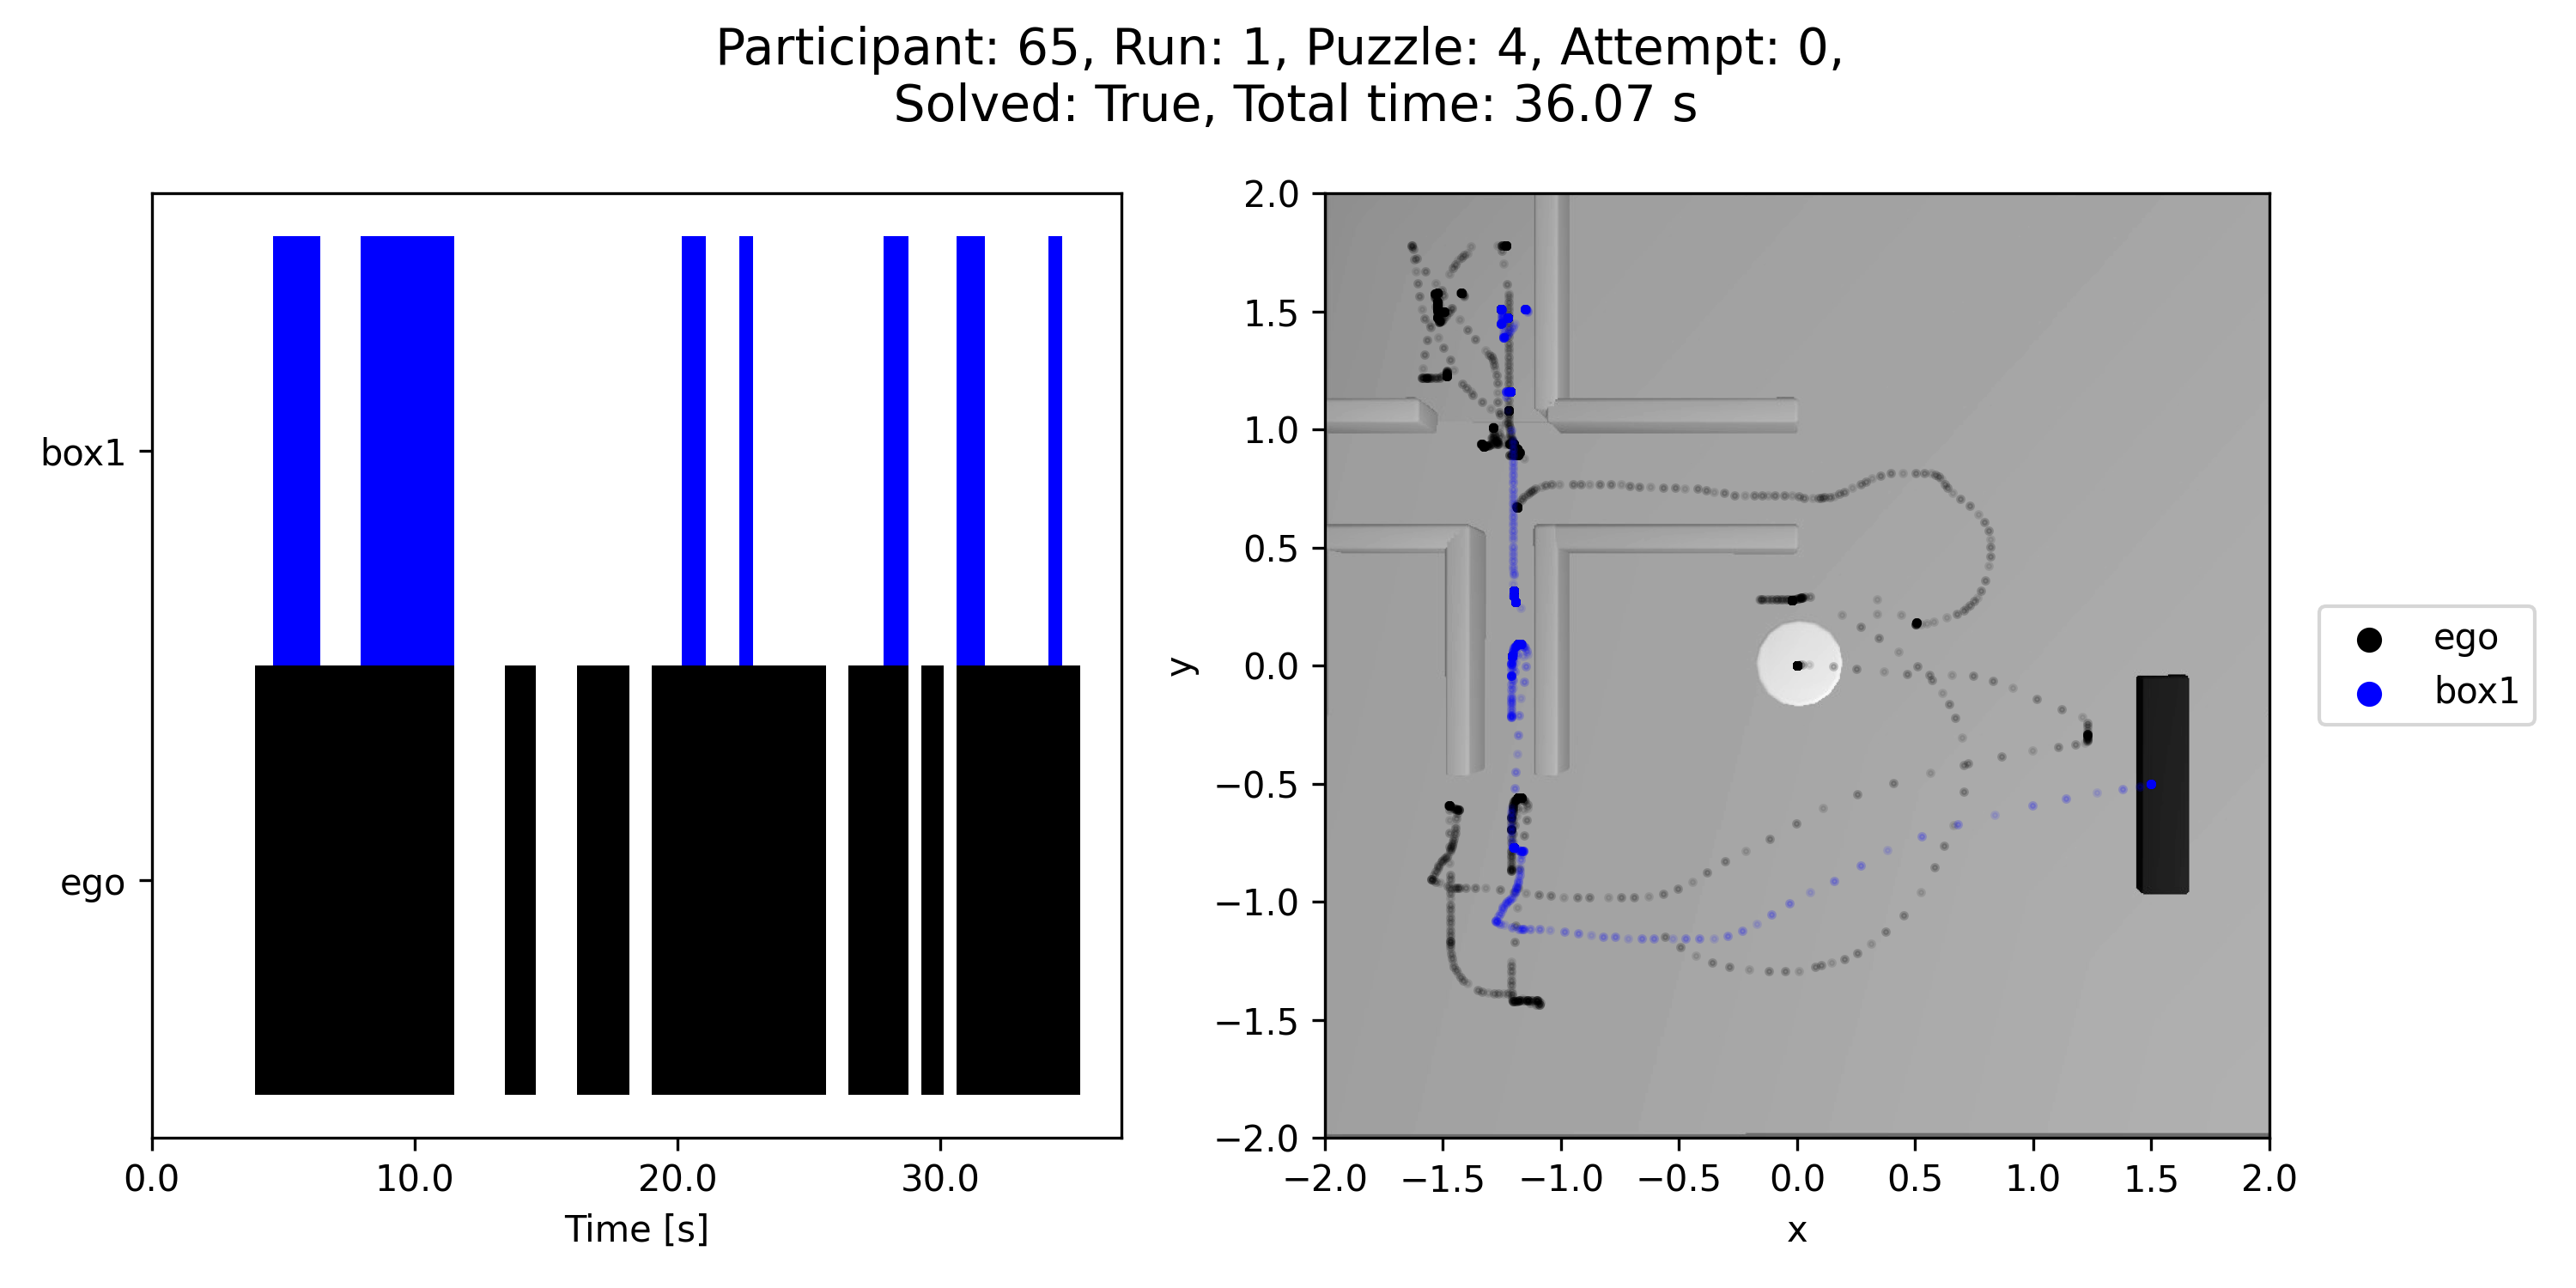 Participant: 65, Run: 1, Puzzle: 4, Attempt: 0,
Solved: True, Total time: 36.07 s
box1
ego
0.0 10.0 20.0 30.0
Time [s]
2.0
1.5
1.0
0.5
0.0
−0.5
−1.0
−1.5
−2.0
y
−2.0 −1.5 −1.0 −0.5 0.0 0.5 1.0 1.5 2.0
x
ego
box1